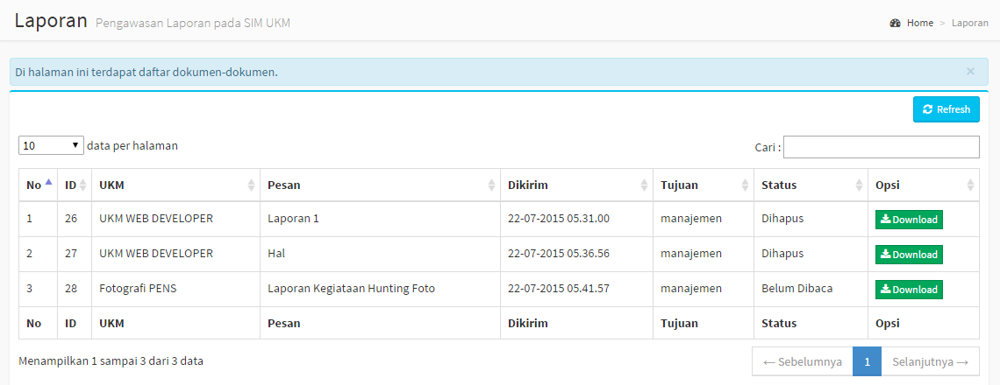 Laporan Pengawasan Laporan pada SIM UKM
Home > Laporan
Di halaman ini terdapat daftar dokumen-dokumen. ×
Refresh
10 data per halaman
Cari :
No ID UKM Pesan Dikirim Tujuan Status Opsi
1 26 UKM WEB DEVELOPER Laporan 1 22-07-2015 05.31.00 manajemen Dihapus Download
2 27 UKM WEB DEVELOPER Hal 22-07-2015 05.36.56 manajemen Dihapus Download
3 28 Fotografi PENS Laporan Kegiataan Hunting Foto 22-07-2015 05.41.57 manajemen Belum Dibaca Download
No ID UKM Pesan Dikirim Tujuan Status Opsi
Menampilkan 1 sampai 3 dari 3 data
← Sebelumnya 1 Selanjutnya →